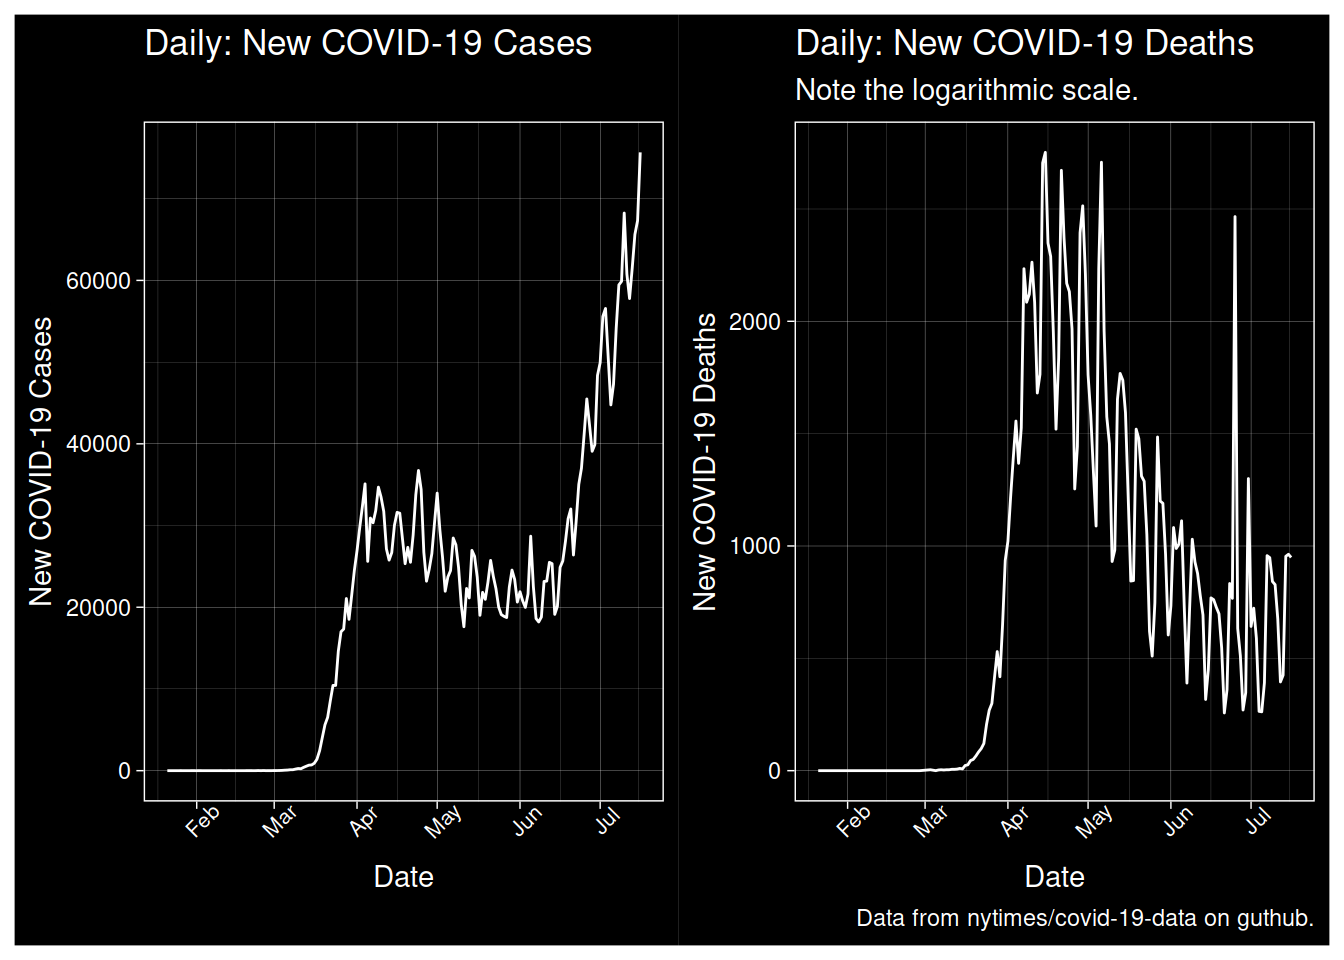 Daily: New COVID-19 Cases
New COVID-19 Cases
60000
40000
20000
0
Feb
Mar
Apr
May
Jun
Jul
Date
Daily: New COVID-19 Deaths
Note the logarithmic scale.
New COVID-19 Deaths
2000
1000
0
Feb
Mar
Apr
May
Jun
Jul
Date
Data from nytimes/covid-19-data on guthub.